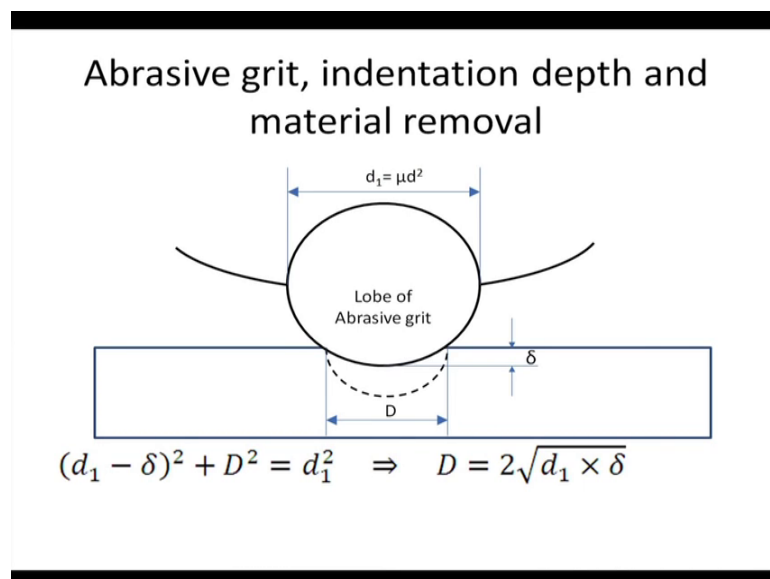 Abrasive grit, indentation depth and
material removal
d₁= μd²
Lobe of
Abrasive grit
δ
D
(d₁ − δ)² + D² = d₁² ⇒ D = 2√(d₁ × δ)